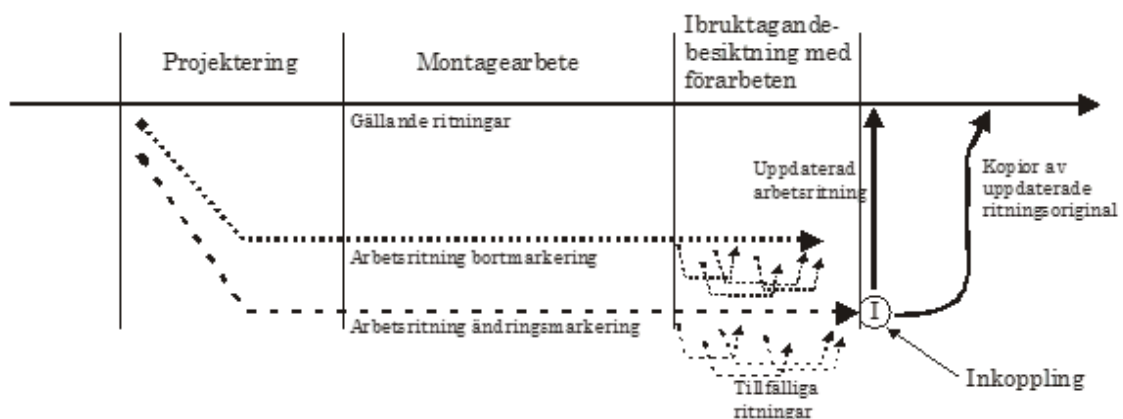 Projektering
Montagearbete
Ibruktagande-
besiktning med
förarbeten
Gällande ritningar
Uppdaterad
arbetsritning
Kopior av
uppdaterade
ritningsoriginal
Arbetsritning bortmarkering
Arbetsritning ändringsmarkering
I
Inkoppling
Tillfälliga
ritningar